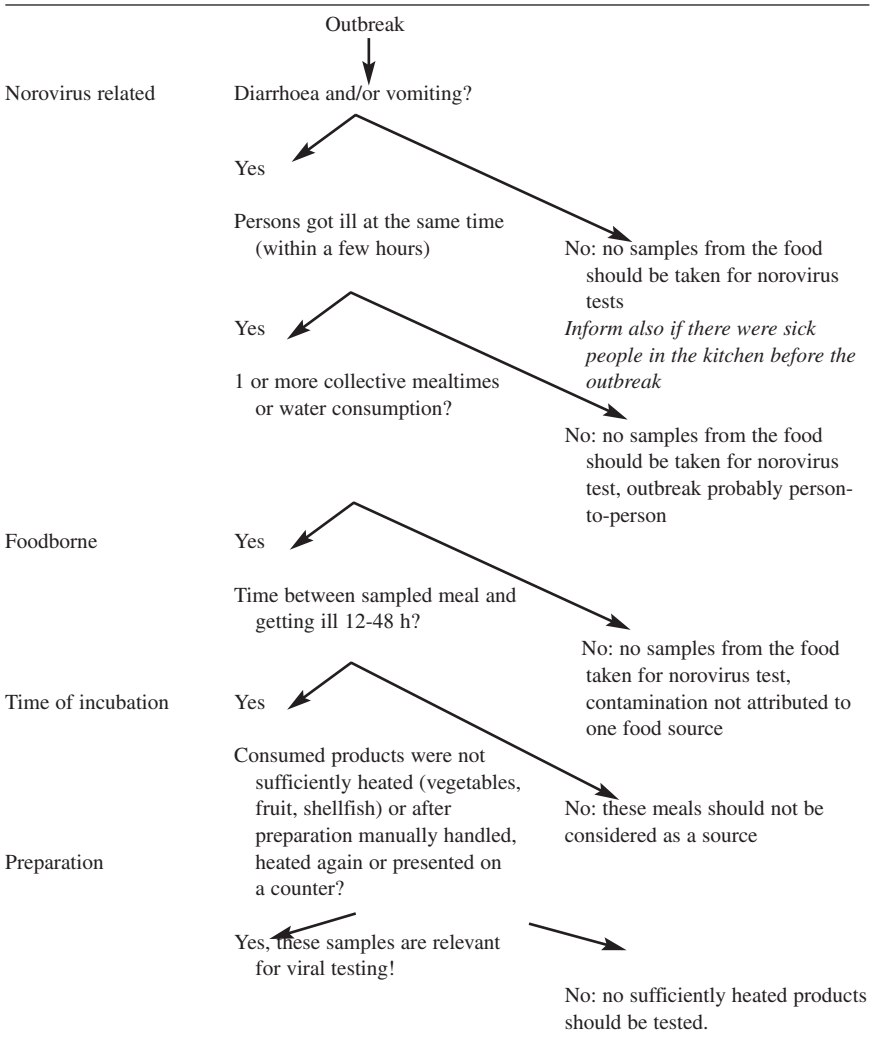 Outbreak
Norovirus related
Diarrhoea and/or vomiting?
Yes
Persons got ill at the same time
(within a few hours)
No: no samples from the food
should be taken for norovirus
tests
Inform also if there were sick
people in the kitchen before the
outbreak
Yes
1 or more collective mealtimes
or water consumption?
No: no samples from the food
should be taken for norovirus
test, outbreak probably person-
to-person
Foodborne
Yes
Time between sampled meal and
getting ill 12-48 h?
No: no samples from the food
taken for norovirus test,
contamination not attributed to
one food source
Time of incubation
Yes
Consumed products were not
sufficiently heated (vegetables,
fruit, shellfish) or after
preparation manually handled,
heated again or presented on
a counter?
No: these meals should not be
considered as a source
Preparation
Yes, these samples are relevant
for viral testing!
No: no sufficiently heated products
should be tested.